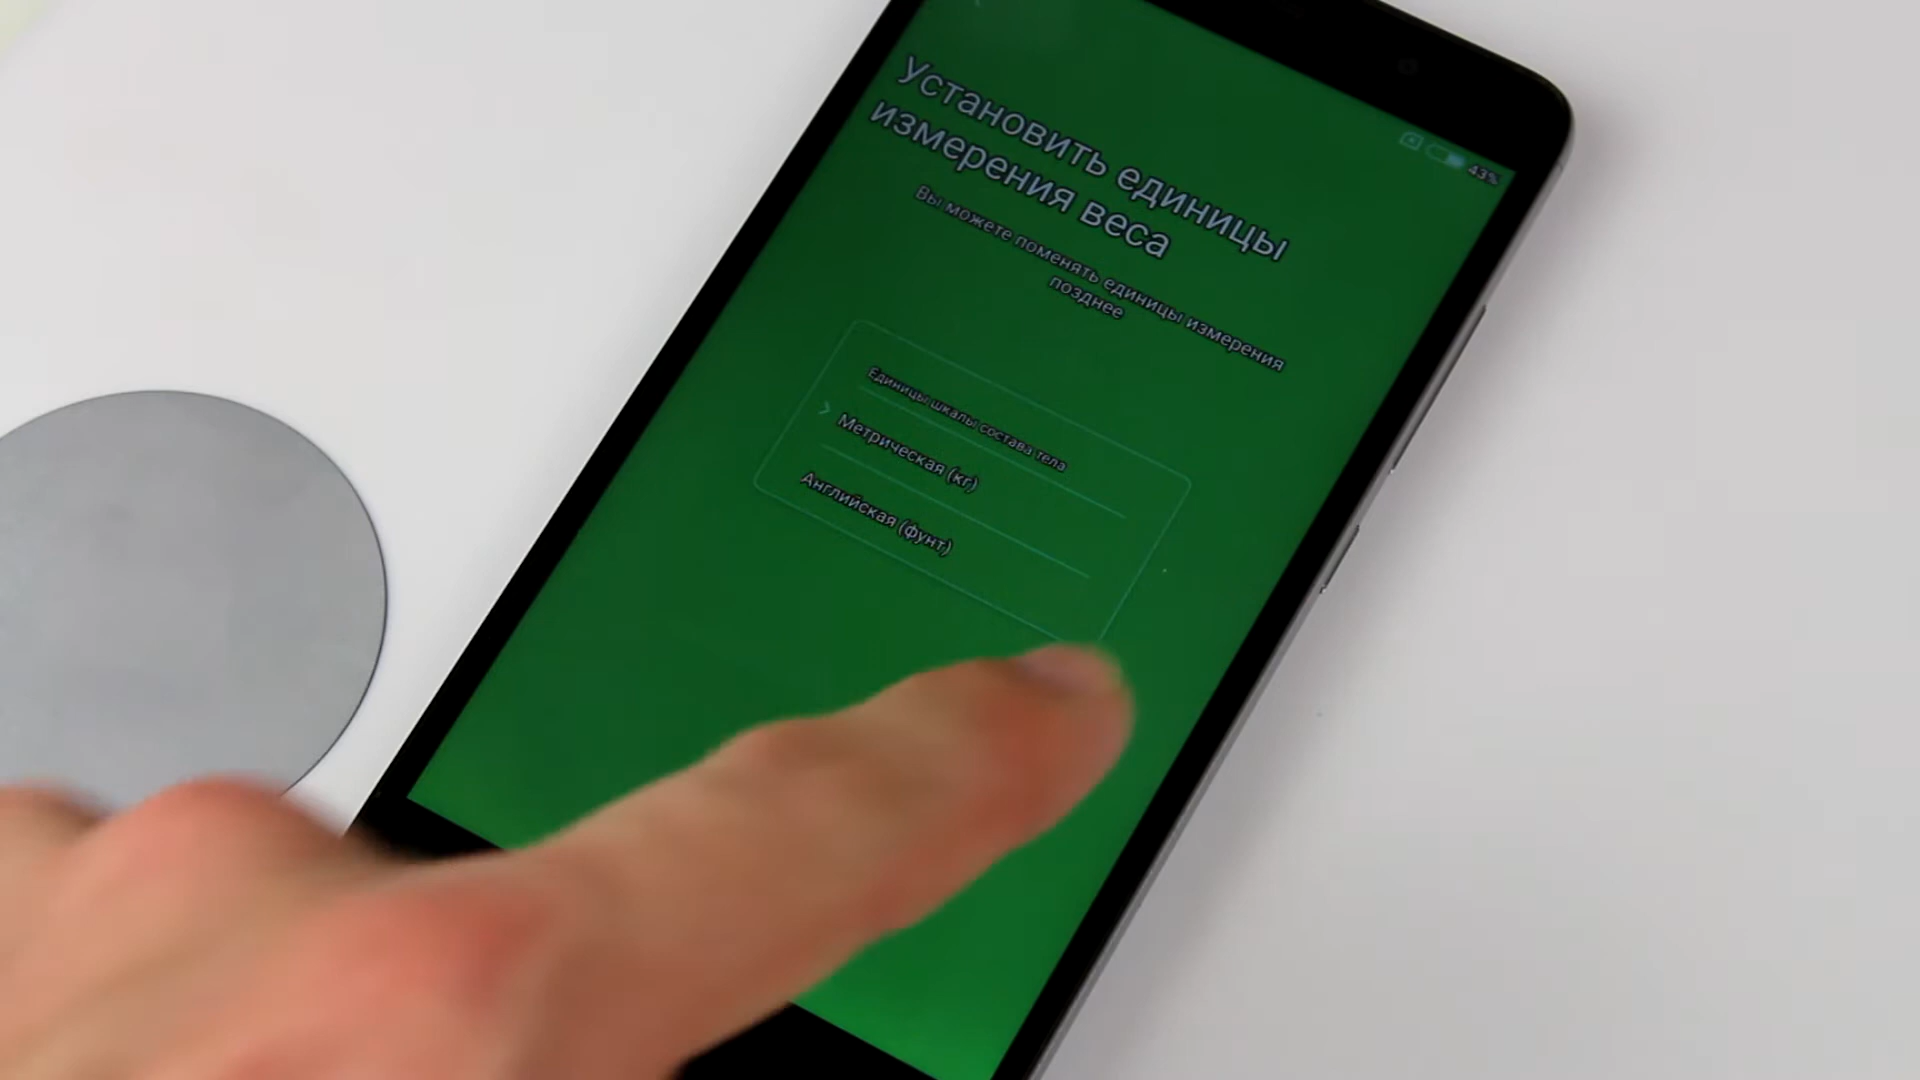 43%
Установить единицы
измерения веса
Вы можете поменять единицы измерения
позднее
Единицы шкалы состава тела
Метрическая (кг)
Английская (фунт)